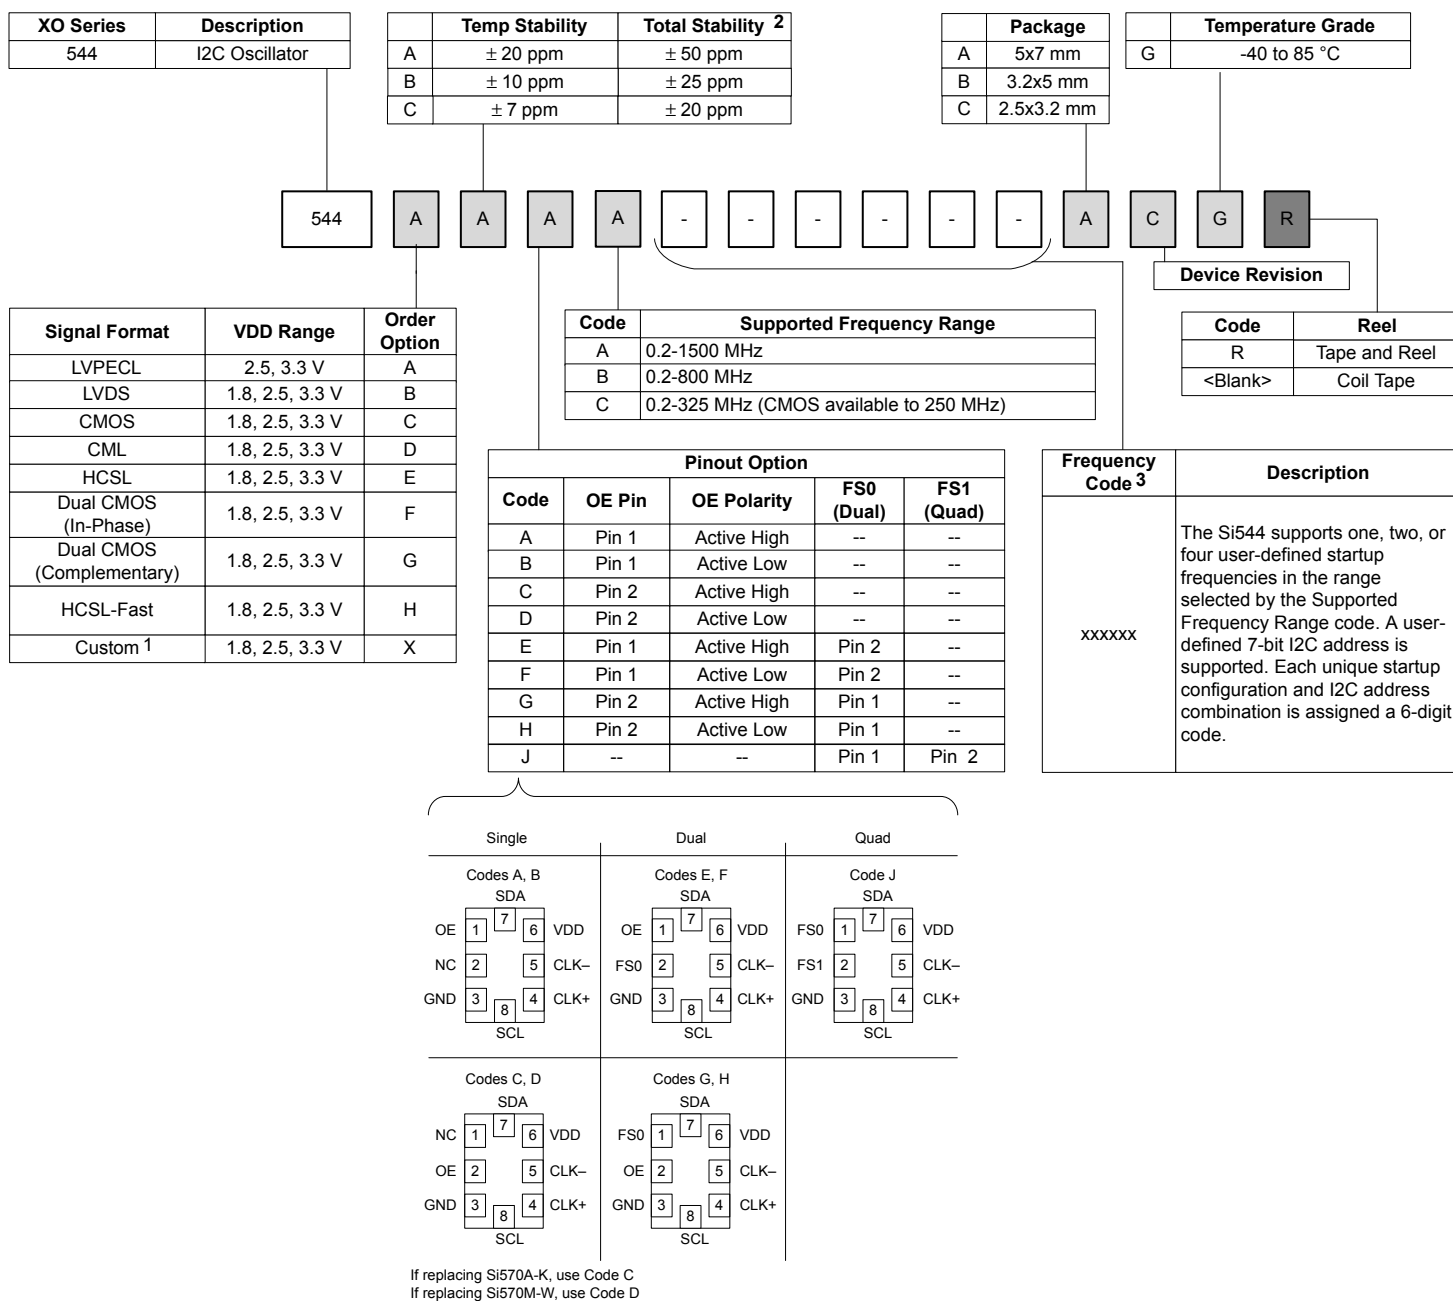 XO Series Description
544 I2C Oscillator
Temp Stability Total Stability 2
A ± 20 ppm ± 50 ppm
B ± 10 ppm ± 25 ppm
C ± 7 ppm ± 20 ppm
Package
A 5x7 mm
B 3.2x5 mm
C 2.5x3.2 mm
Temperature Grade
G -40 to 85 °C
544 A A A A - - - - - - A C G R
Device Revision
Signal Format VDD Range Order Option
LVPECL 2.5, 3.3 V A
LVDS 1.8, 2.5, 3.3 V B
CMOS 1.8, 2.5, 3.3 V C
CML 1.8, 2.5, 3.3 V D
HCSL 1.8, 2.5, 3.3 V E
Dual CMOS
(In-Phase) 1.8, 2.5, 3.3 V F
Dual CMOS
(Complementary) 1.8, 2.5, 3.3 V G
HCSL-Fast 1.8, 2.5, 3.3 V H
Custom 1 1.8, 2.5, 3.3 V X
Code Supported Frequency Range
A 0.2-1500 MHz
B 0.2-800 MHz
C 0.2-325 MHz (CMOS available to 250 MHz)
Code Reel
R Tape and Reel
<Blank> Coil Tape
Pinout Option
Code OE Pin OE Polarity FS0 (Dual) FS1 (Quad)
A Pin 1 Active High -- --
B Pin 1 Active Low -- --
C Pin 2 Active High -- --
D Pin 2 Active Low -- --
E Pin 1 Active High Pin 2 --
F Pin 1 Active Low Pin 2 --
G Pin 2 Active High Pin 1 --
H Pin 2 Active Low Pin 1 --
J -- -- Pin 1 Pin 2
Frequency Code 3 Description
xxxxxx
The Si544 supports one, two, or
four user-defined startup
frequencies in the range
selected by the Supported
Frequency Range code. A user-
defined 7-bit I2C address is
supported. Each unique startup
configuration and I2C address
combination is assigned a 6-digit
code.
Single Dual Quad
Codes A, B
SDA
7
OE 1 6 VDD
NC 2 5 CLK–
GND 3 4 CLK+
8
SCL
Codes E, F
SDA
7
OE 1 6 VDD
FS0 2 5 CLK–
GND 3 4 CLK+
8
SCL
Code J
SDA
7
FS0 1 6 VDD
FS1 2 5 CLK–
GND 3 4 CLK+
8
SCL
Codes C, D
SDA
7
NC 1 6 VDD
OE 2 5 CLK–
GND 3 4 CLK+
8
SCL
Codes G, H
SDA
7
FS0 1 6 VDD
OE 2 5 CLK–
GND 3 4 CLK+
8
SCL
If replacing Si570A-K, use Code C
If replacing Si570M-W, use Code D